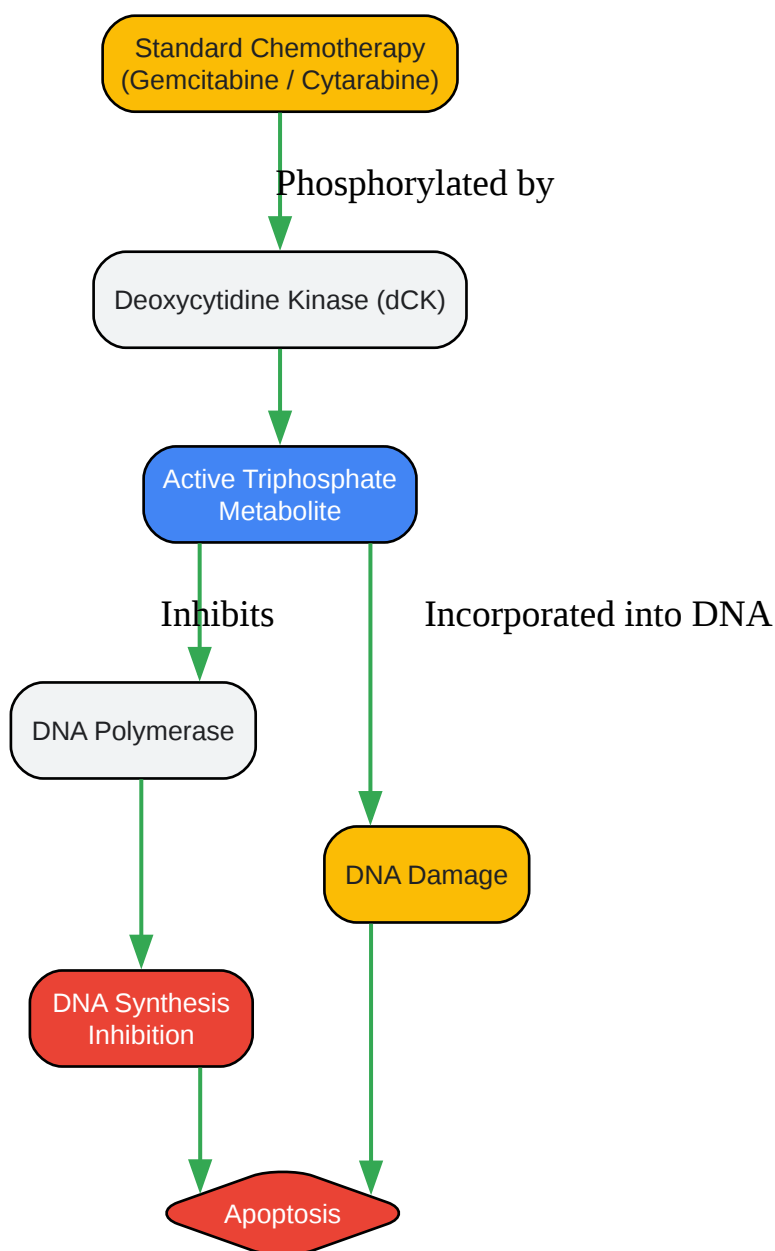 Standard Chemotherapy
(Gemcitabine / Cytarabine)
Phosphorylated by
Deoxycytidine Kinase (dCK)
Active Triphosphate
Metabolite
Inhibits
Incorporated into DNA
DNA Polymerase
DNA Damage
DNA Synthesis
Inhibition
Apoptosis